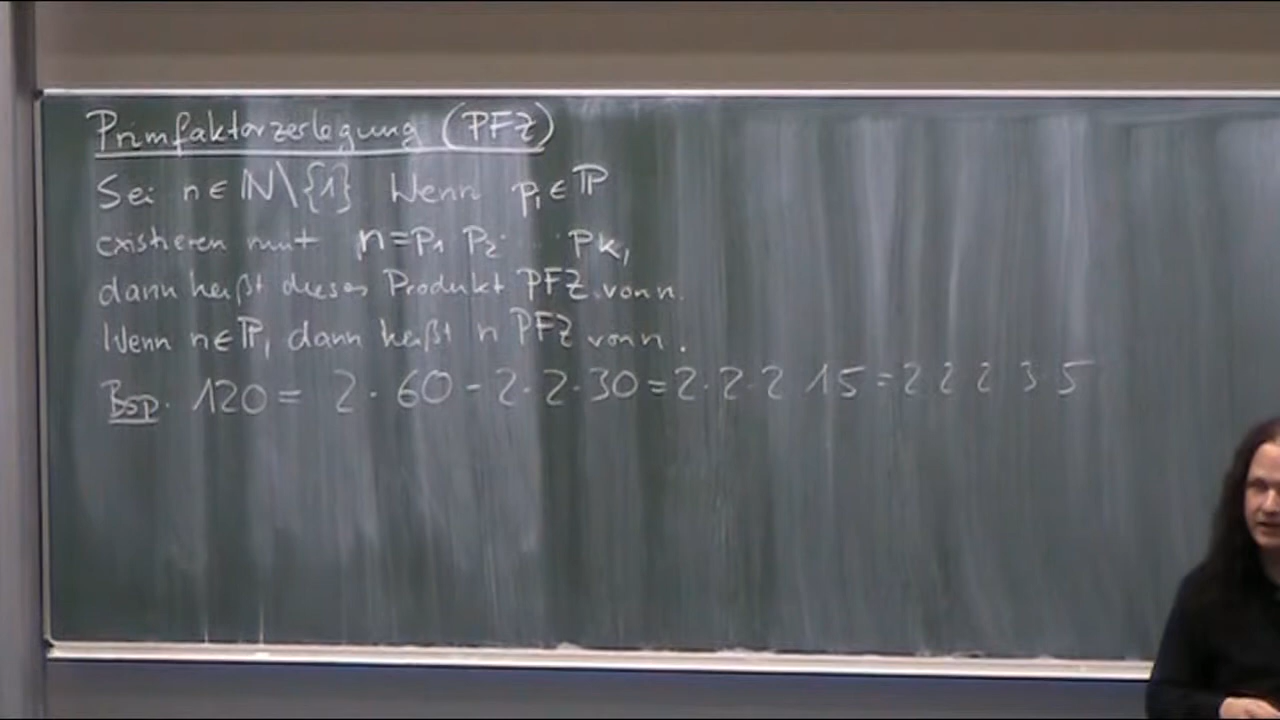 Primfaktorzerlegung (PFZ)
Sei n ∈ ℕ\{1} Wenn p₁ ∈ ℙ
existieren mit n = p₁ p₂ · ... pₖ,
dann heißt dieses Produkt PFZ von n.
Wenn n ∈ ℙ, dann heißt n PFZ von n.
Bsp. 120 = 2 · 60 = 2 · 2 · 30 = 2 · 2 · 2 15 = 2 2 2 3 · 5